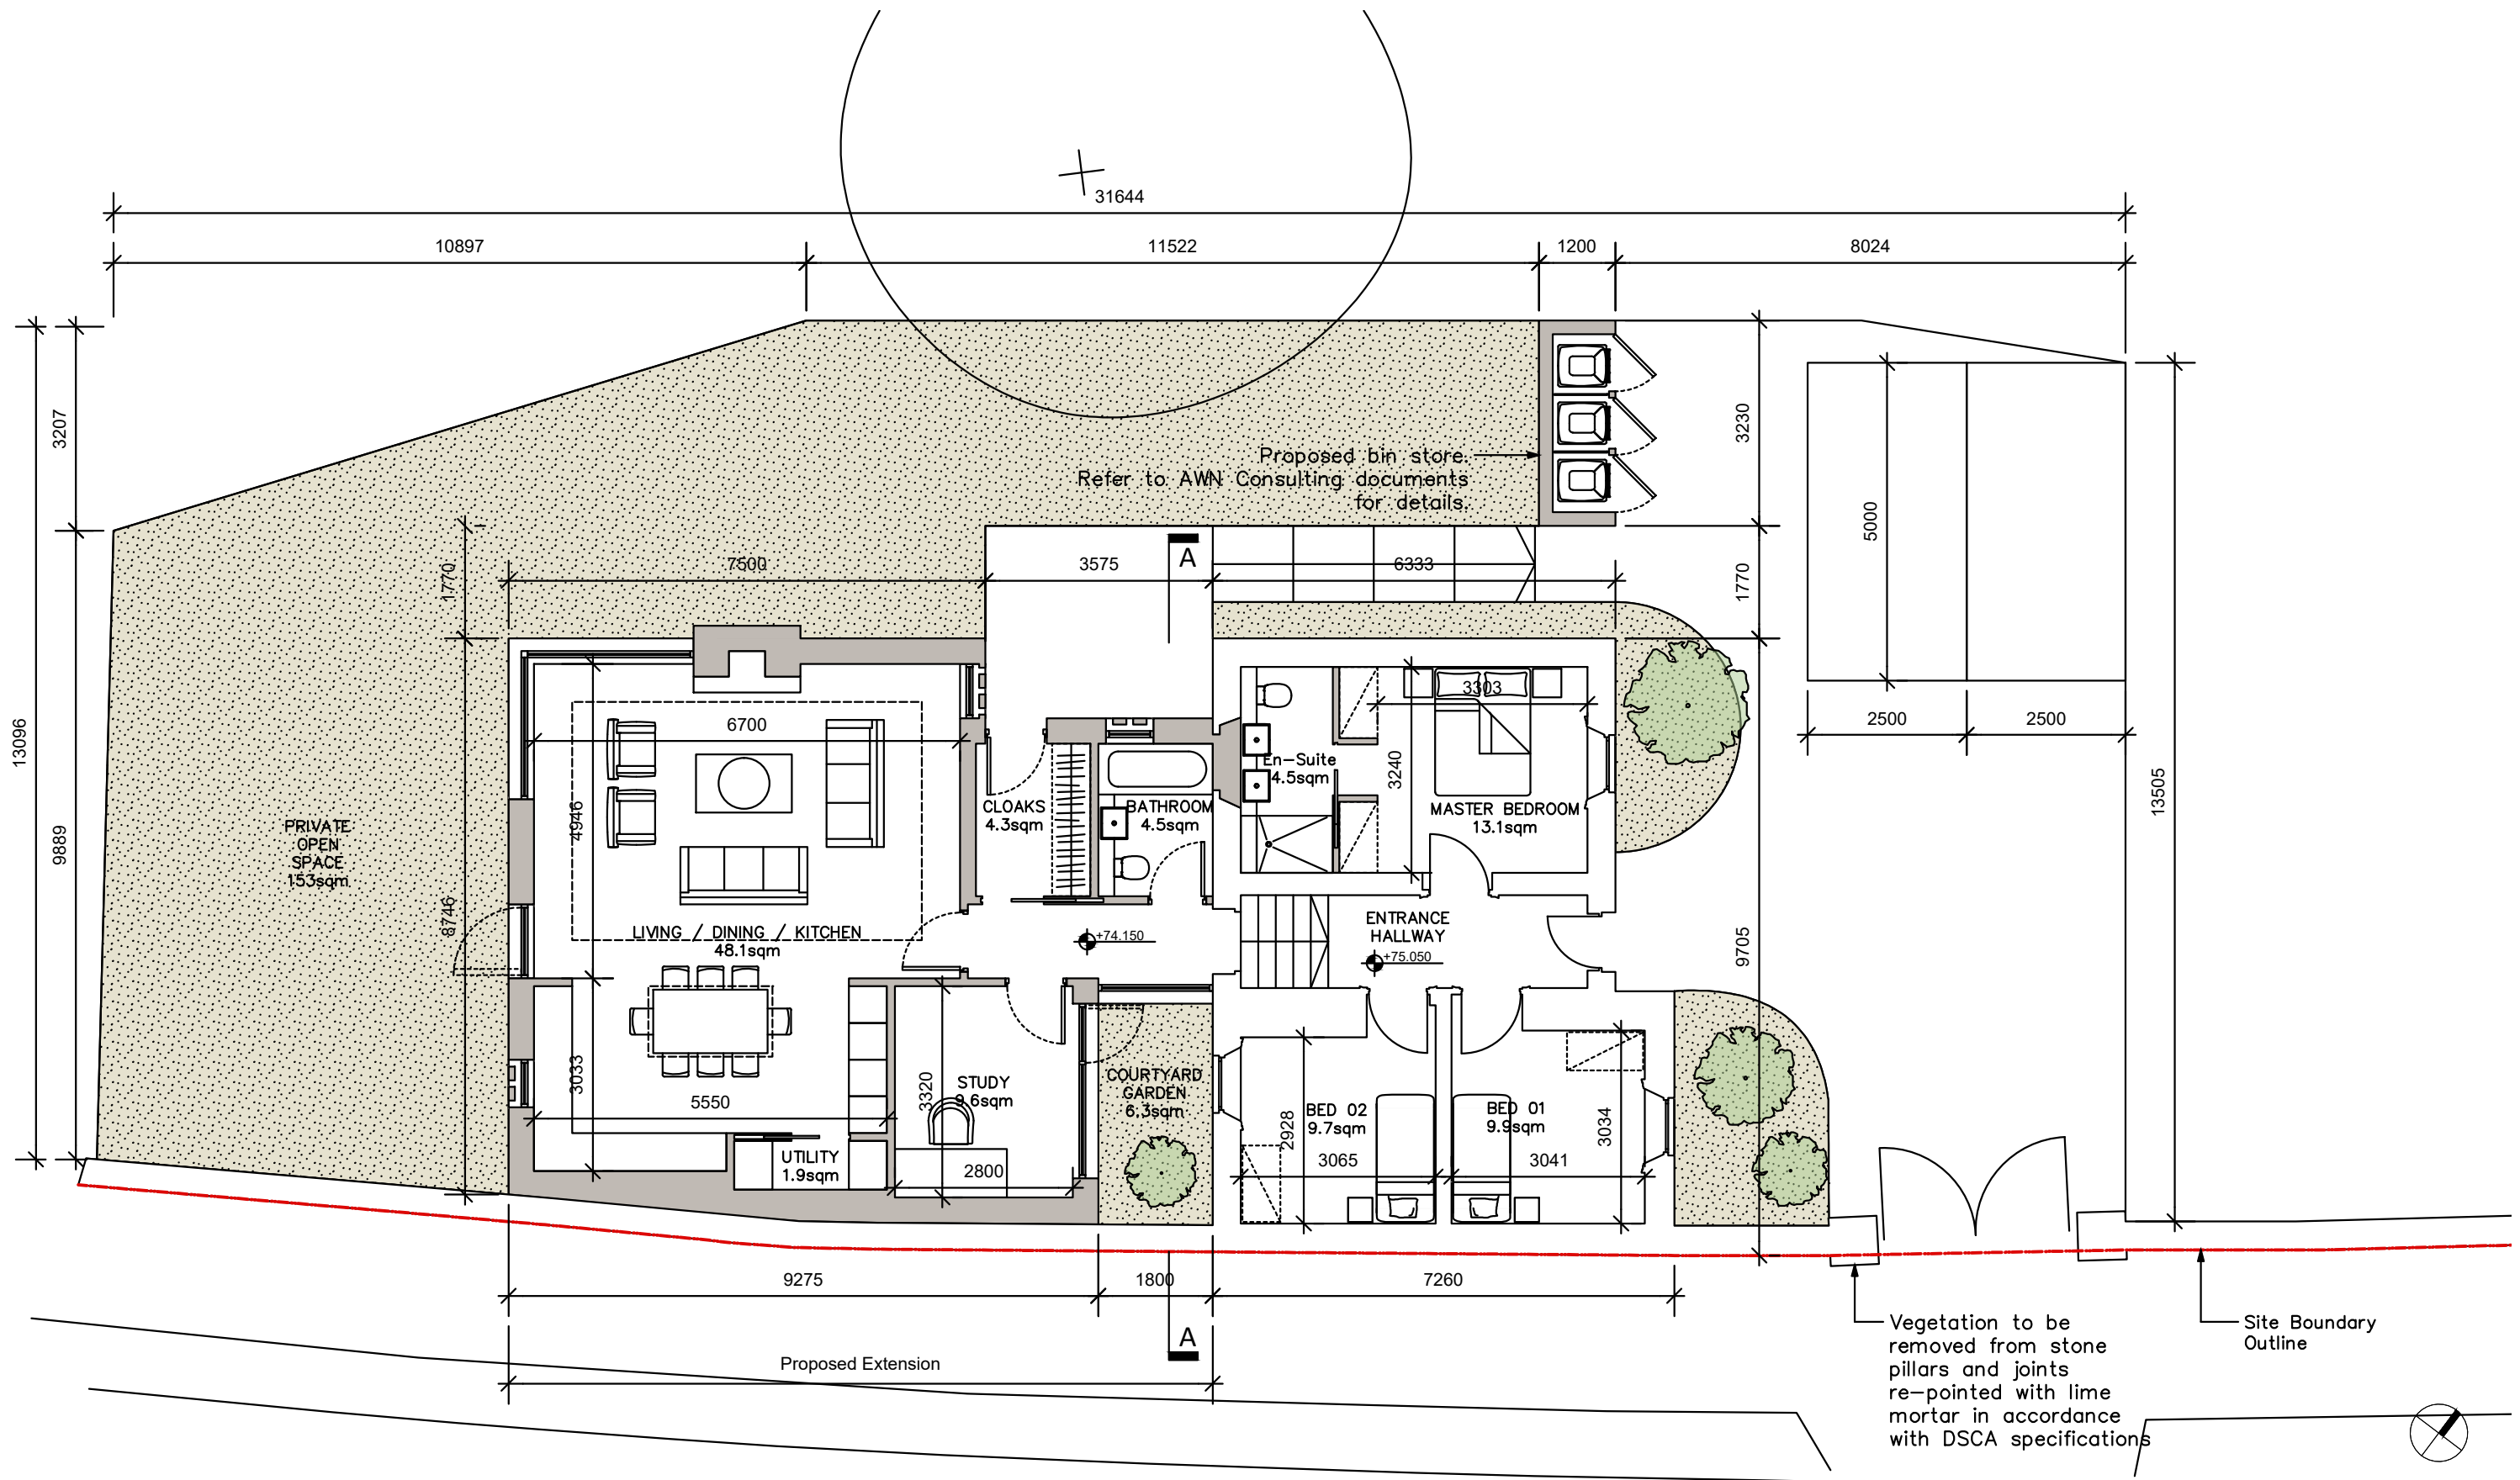 31644
10897
11522
1200
8024
3207
13096
9889
Proposed bin store.
Refer to AWN Consulting documents
for details.
3230
5000
1770
7500
3575
A
6333
1770
2500
2500
13505
6700
3303
3240
En-Suite
4.5sqm
MASTER BEDROOM
13.1sqm
CLOAKS
4.3sqm
BATHROOM
4.5sqm
4946
PRIVATE
OPEN
SPACE
153sqm
8746
LIVING / DINING / KITCHEN
48.1sqm
+74.150
ENTRANCE
HALLWAY
+75.050
9705
3033
5550
3320
STUDY
9.6sqm
COURTYARD
GARDEN
6.3sqm
2928
BED 02
9.7sqm
BED 01
9.9sqm
3034
UTILITY
1.9sqm
2800
3065
3041
9275
1800
7260
A
Proposed Extension
Vegetation to be
removed from stone
pillars and joints
re-pointed with lime
mortar in accordance
with DSCA specifications
Site Boundary
Outline